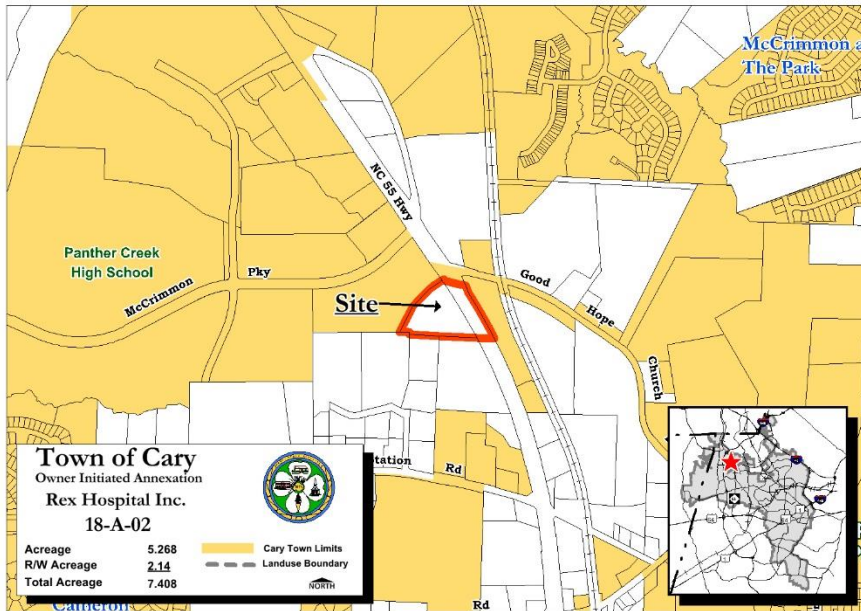 McCrimmon a
The Park
NC 55 Hwy
Panther Creek
High School
McCrimmon
Pky
Good
Hope
Church
Site
Station
Rd
Town of Cary
Owner Initiated Annexation
Rex Hospital Inc.
18-A-02
Acreage 5.268 Cary Town Limits
R/W Acreage 2.14 Landuse Boundary
Total Acreage 7.408 NORTH
Cameron
Rd